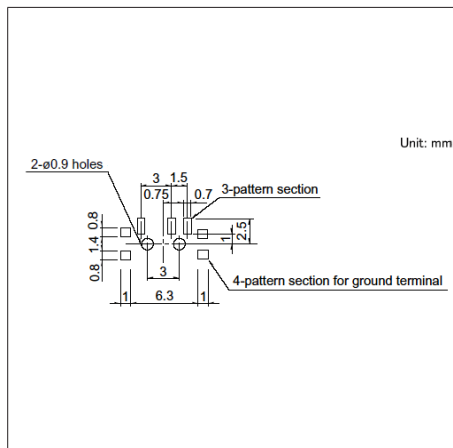 Unit: mm
2-ø0.9 holes
3 1.5
0.75 0.7
3-pattern section
0.8
1.4
0.8
1
2.5
3
4-pattern section for ground terminal
1 6.3 1